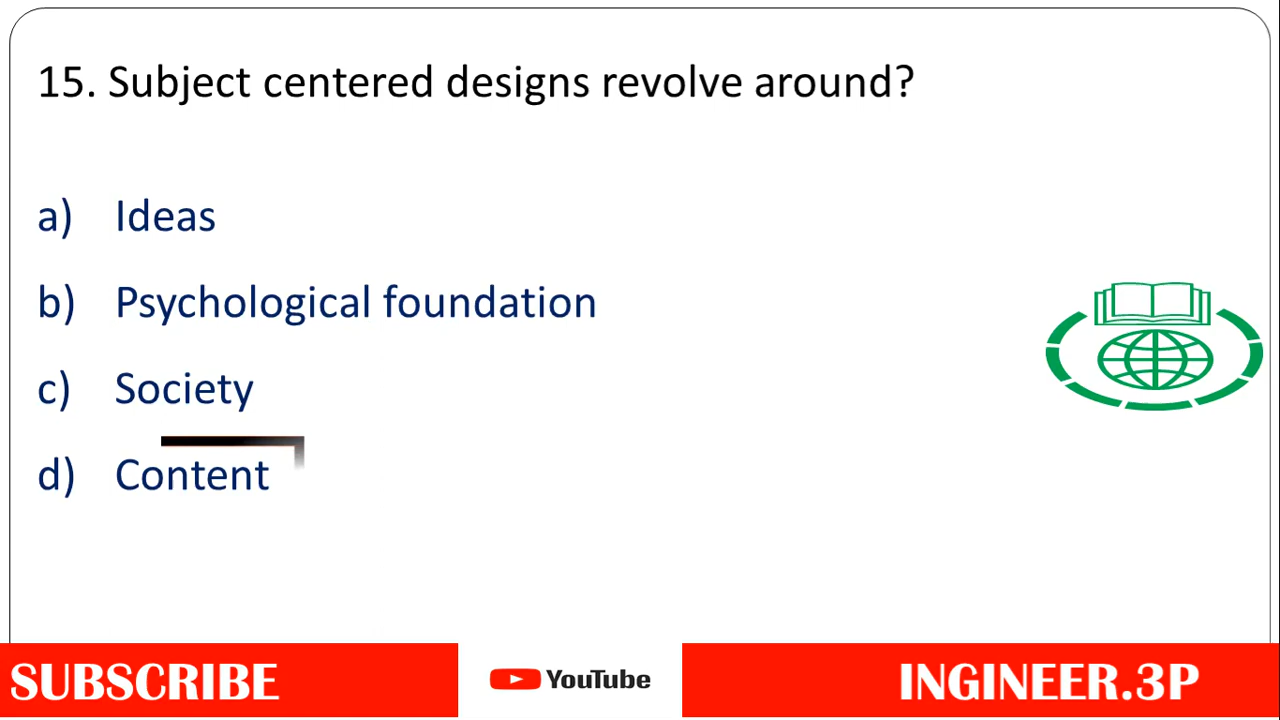 15. Subject centered designs revolve around?
a) Ideas
b) Psychological foundation
c) Society
d) Content
SUBSCRIBE YouTube INGINEER.3P